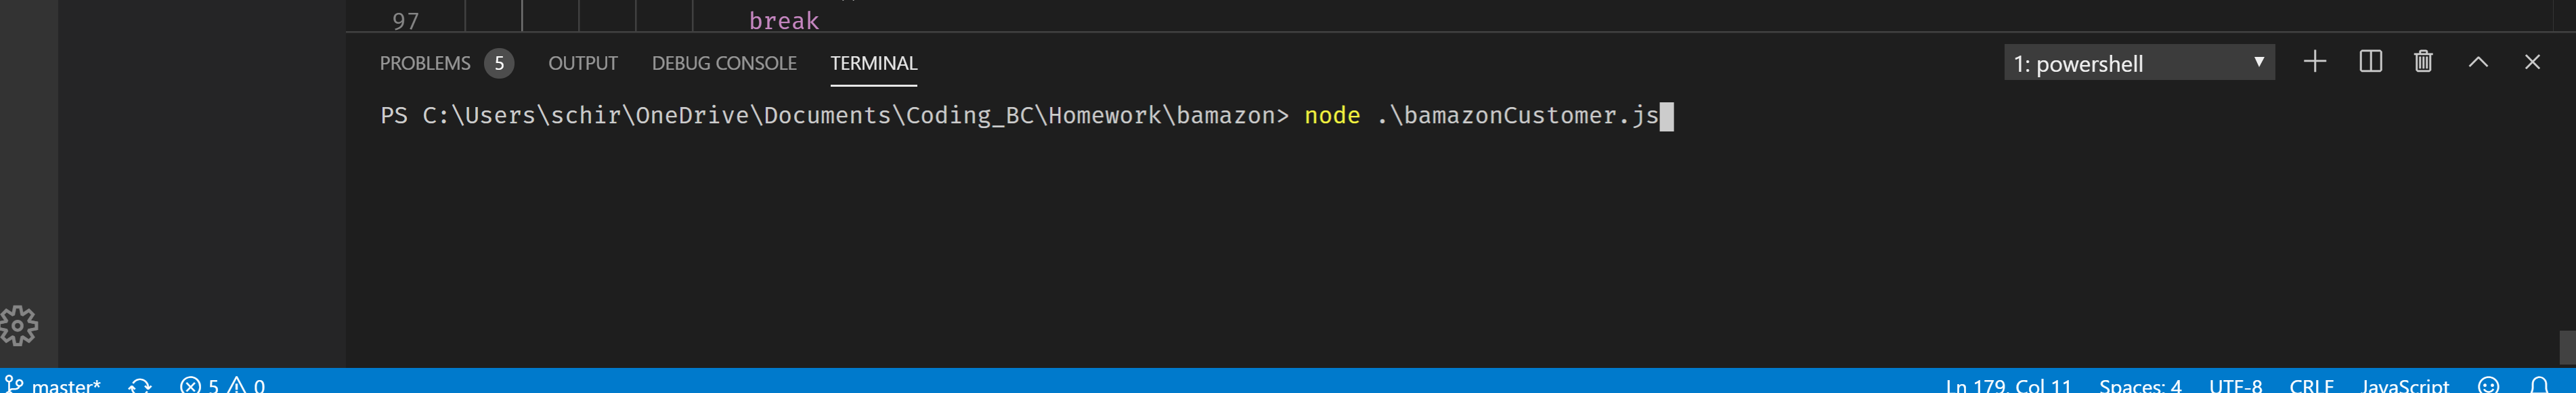 97 break
PROBLEMS 5 OUTPUT DEBUG CONSOLE TERMINAL 1: powershell
PS C:\Users\schir\OneDrive\Documents\Coding_BC\Homework\bamazon> node .\bamazonCustomer.js
master* 5 0 Ln 179, Col 11 Spaces: 4 UTF-8 CRLF JavaScript